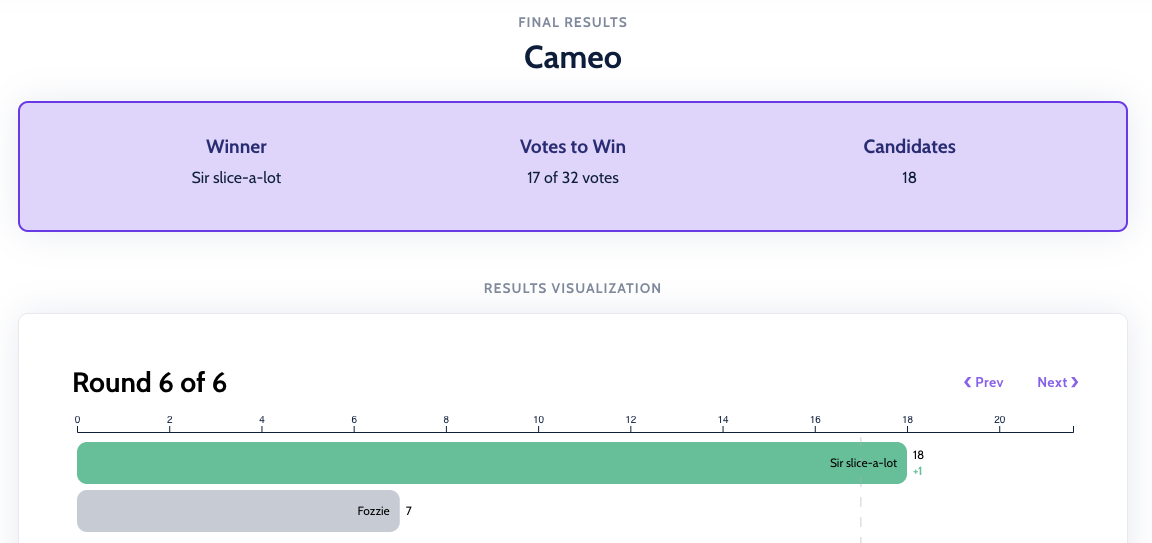 FINAL RESULTS
Cameo
Winner
Votes to Win
Candidates
Sir slice-a-lot
17 of 32 votes
18
RESULTS VISUALIZATION
Round 6 of 6
❮ Prev
Next ❯
0 2 4 6 8 10 12 14 16 18 20
Sir slice-a-lot 18
+1
Fozzie 7